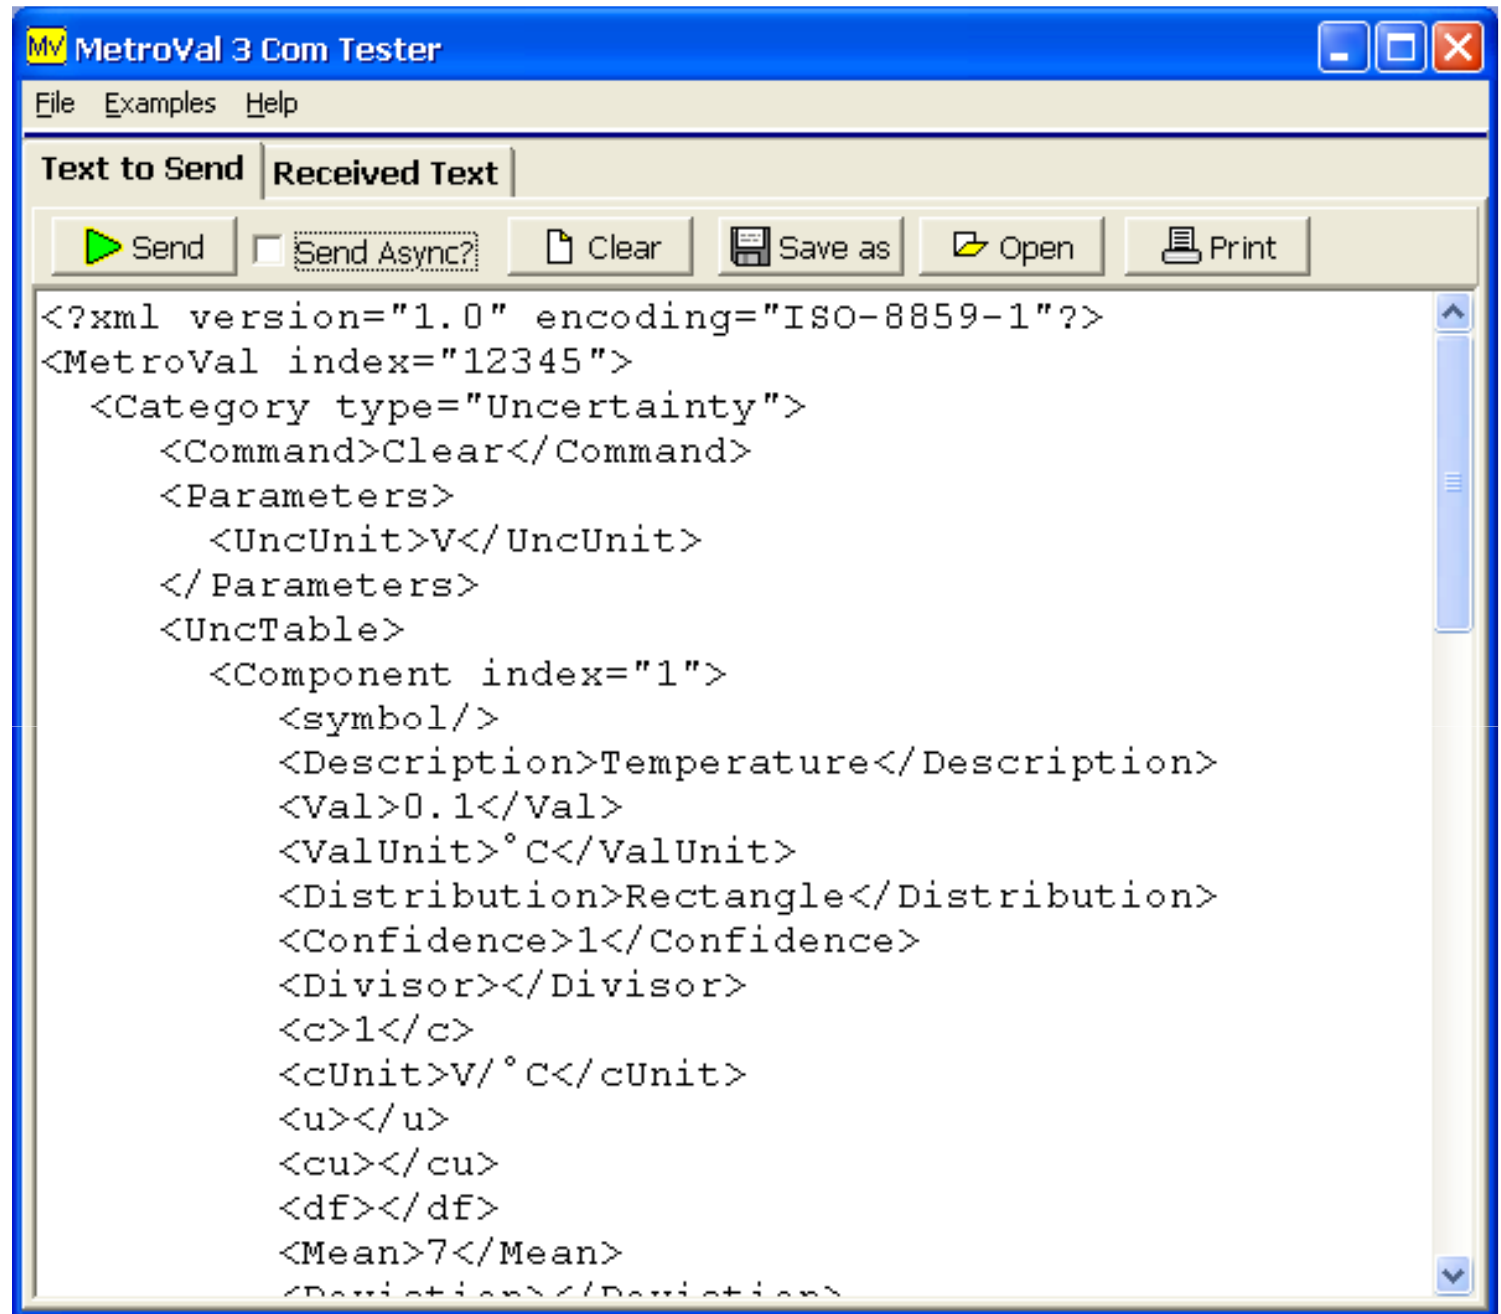 MV MetroVal 3 Com Tester
File Examples Help
Text to Send Received Text
Send Send Async? Clear Save as Open Print
<?xml version="1.0" encoding="ISO-8859-1"?>
<MetroVal index="12345">
<Category type="Uncertainty">
<Command>Clear</Command>
<Parameters>
<UncUnit>V</UncUnit>
</Parameters>
<UncTable>
<Component index="1">
<symbol/>
<Description>Temperature</Description>
<Val>0.1</Val>
<ValUnit>°C</ValUnit>
<Distribution>Rectangle</Distribution>
<Confidence>1</Confidence>
<Divisor></Divisor>
<c>1</c>
<cUnit>V/°C</cUnit>
<u></u>
<cu></cu>
<df></df>
<Mean>7</Mean>